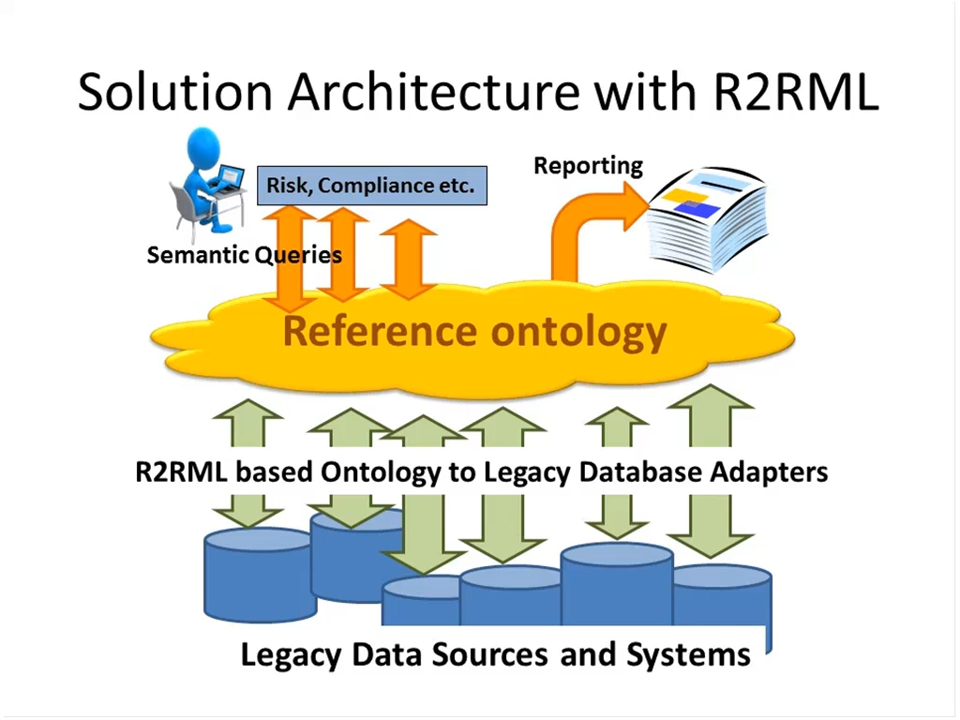 Solution Architecture with R2RML
Risk, Compliance etc.
Reporting
Semantic Queries
Reference ontology
R2RML based Ontology to Legacy Database Adapters
Legacy Data Sources and Systems